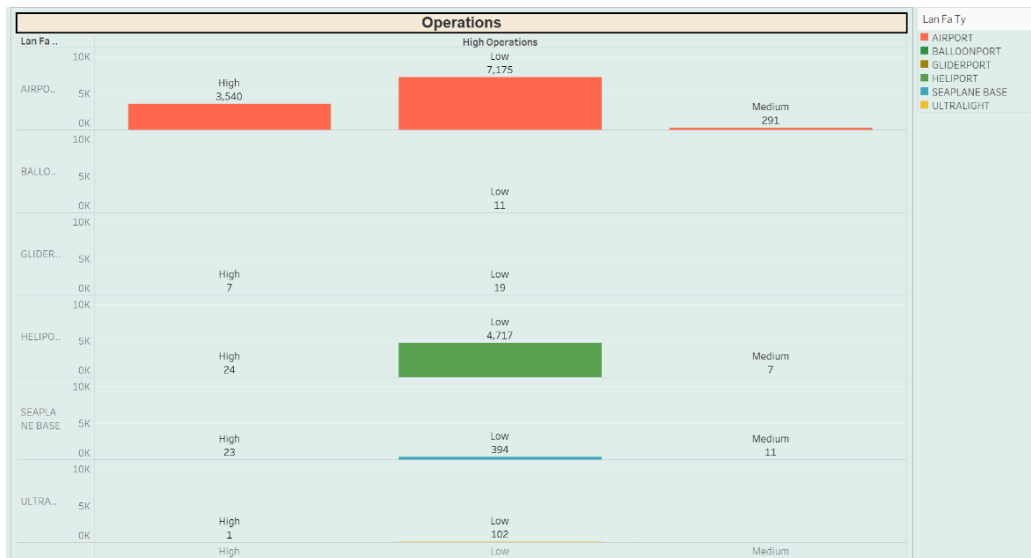 Operations
Lan Fa ..
High Operations
AIRPO..
10K
5K
0K
High
3,540
Low
7,175
Medium
291
BALLO..
10K
5K
0K
Low
11
GLIDER..
10K
5K
0K
High
7
Low
19
HELIPO..
10K
5K
0K
High
24
Low
4,717
Medium
7
SEAPLA
NE BASE
10K
5K
0K
High
23
Low
394
Medium
11
ULTRA..
10K
5K
0K
High
1
Low
102
High
Low
Medium
Lan Fa Ty
AIRPORT
BALLOONPORT
GLIDERPORT
HELIPORT
SEAPLANE BASE
ULTRALIGHT